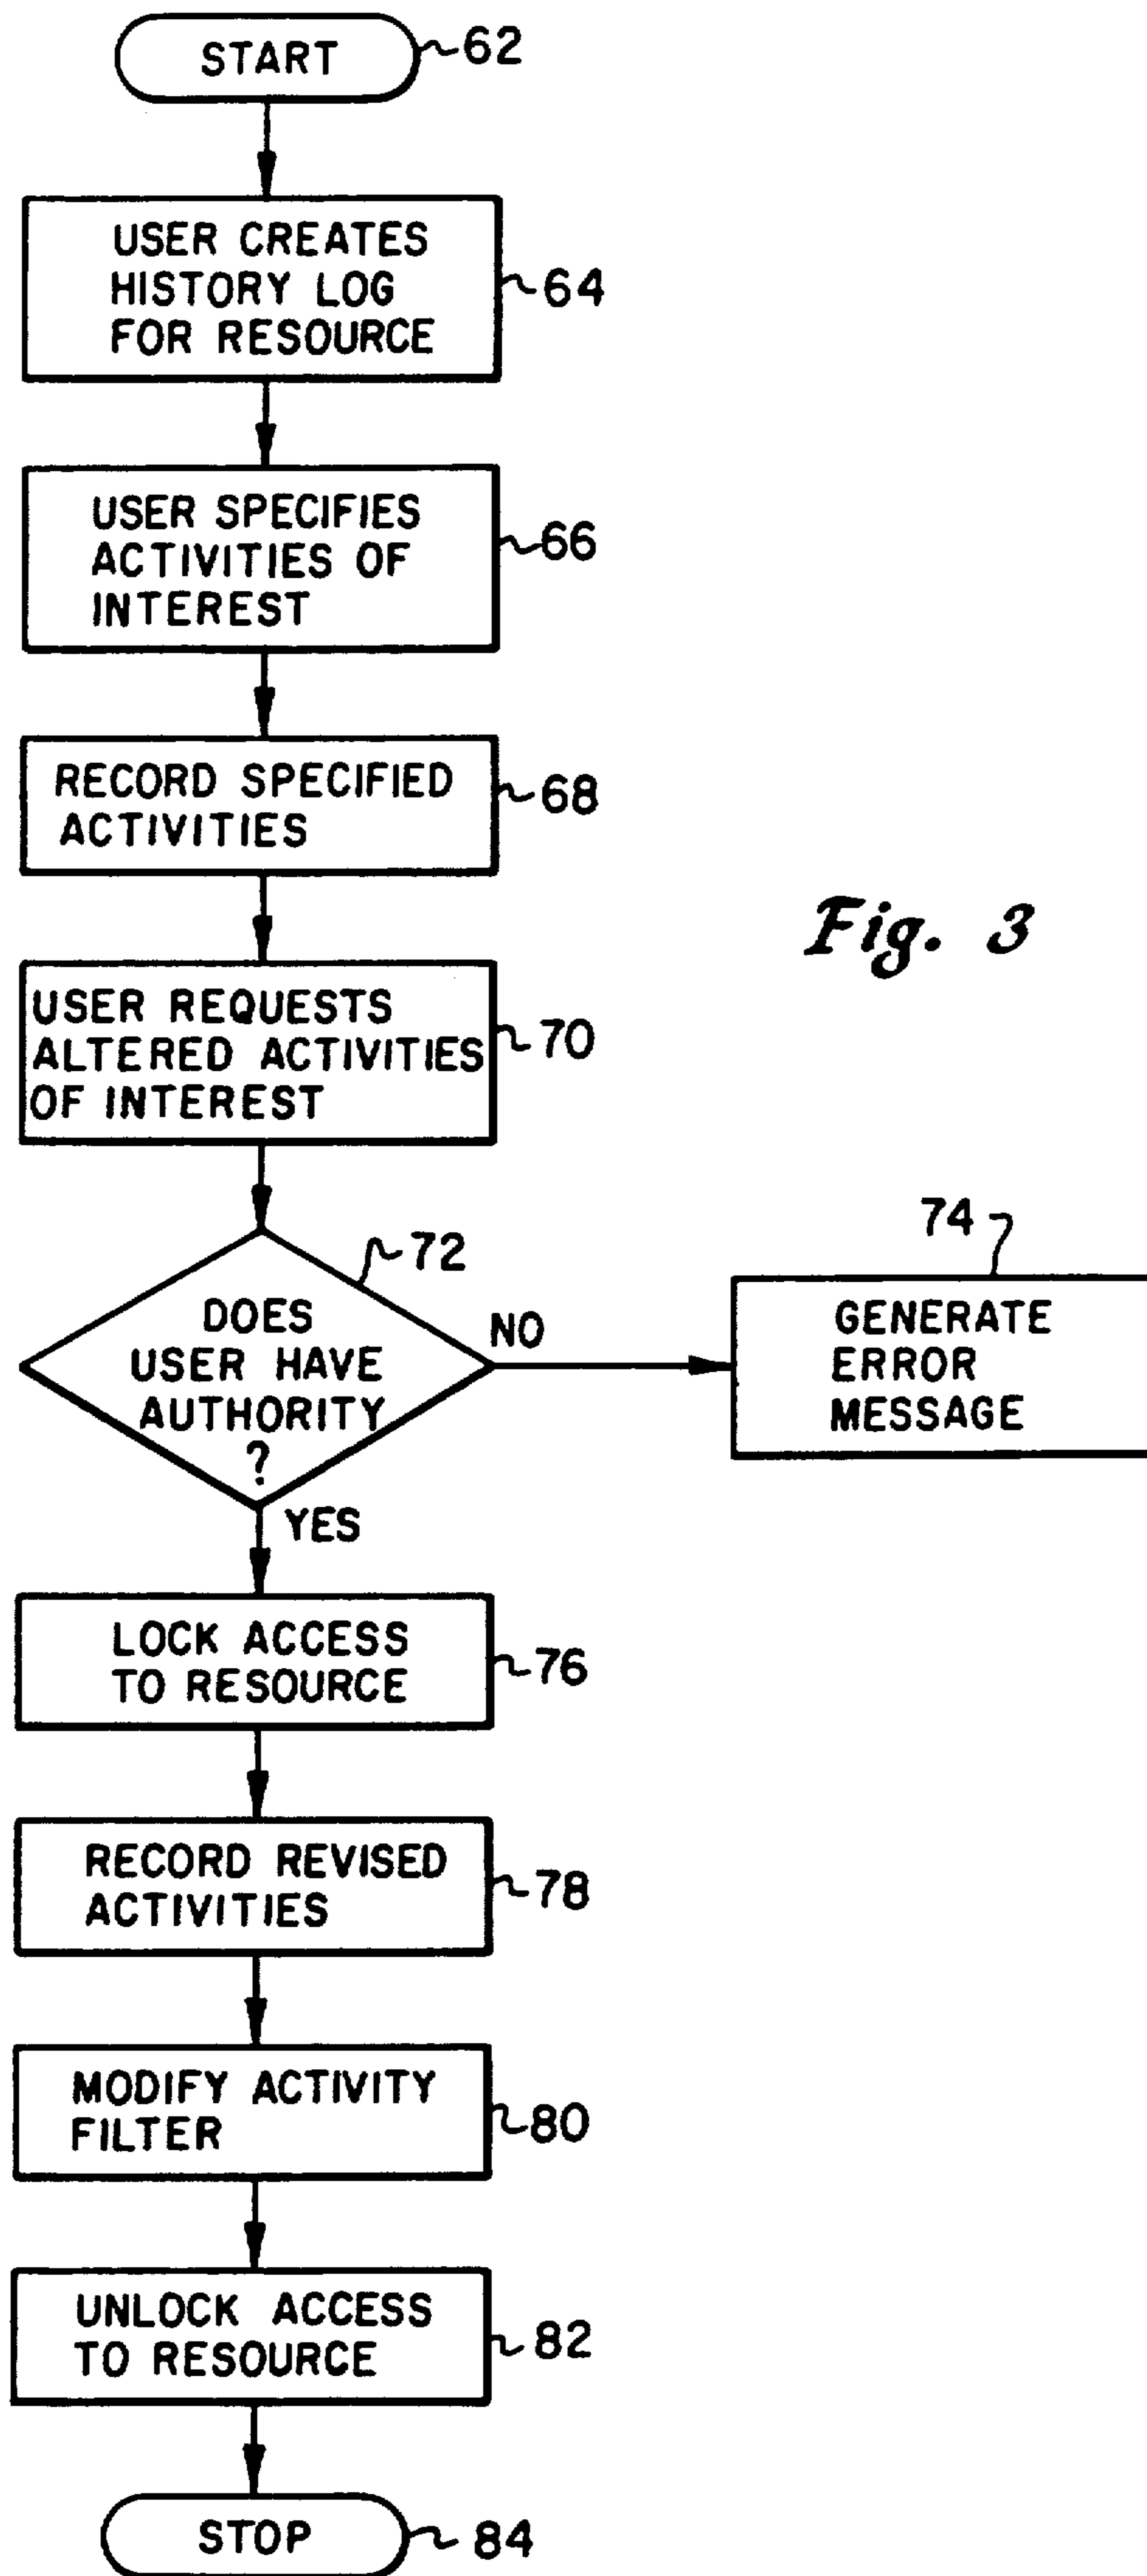 START
62
USER CREATES
HISTORY LOG
FOR RESOURCE
64
USER SPECIFIES
ACTIVITIES OF
INTEREST
66
RECORD SPECIFIED
ACTIVITIES
68
Fig. 3
USER REQUESTS
ALTERED ACTIVITIES
OF INTEREST
70
72
DOES
USER HAVE
AUTHORITY
?
NO
74
GENERATE
ERROR
MESSAGE
YES
LOCK ACCESS
TO RESOURCE
76
RECORD REVISED
ACTIVITIES
78
MODIFY ACTIVITY
FILTER
80
UNLOCK ACCESS
TO RESOURCE
82
STOP
84